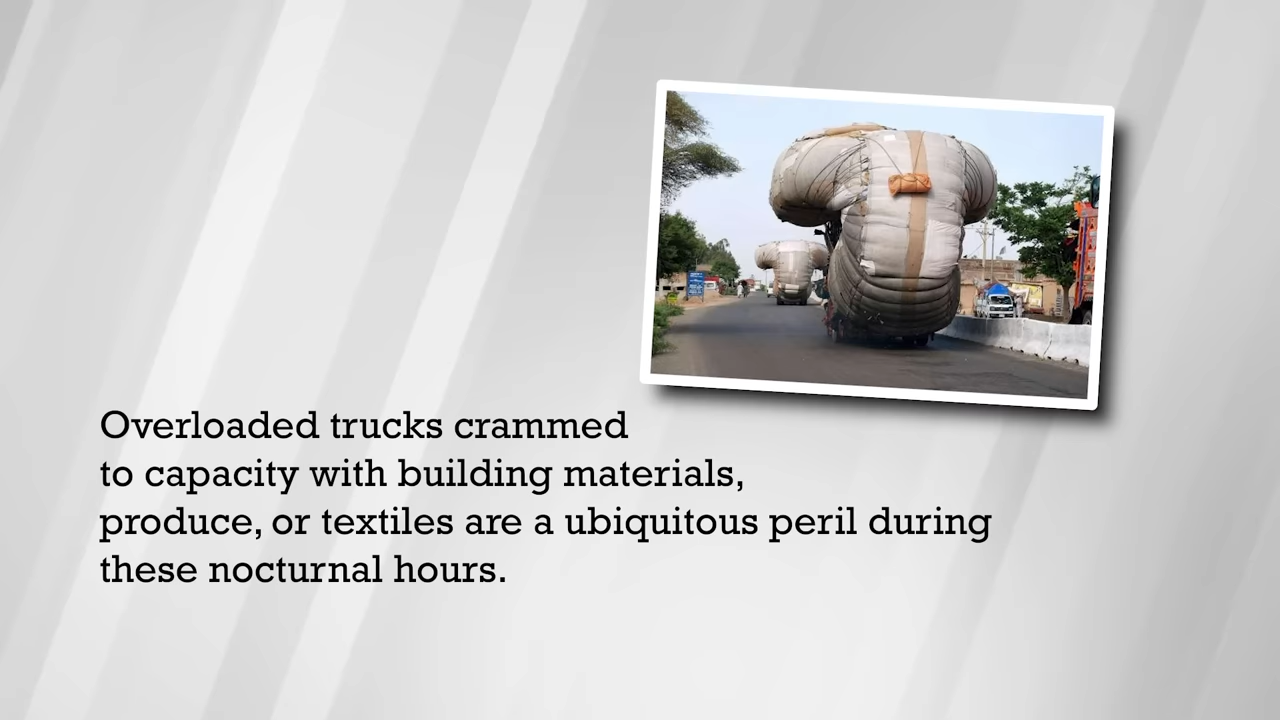 Overloaded trucks crammed
to capacity with building materials,
produce, or textiles are a ubiquitous peril during
these nocturnal hours.